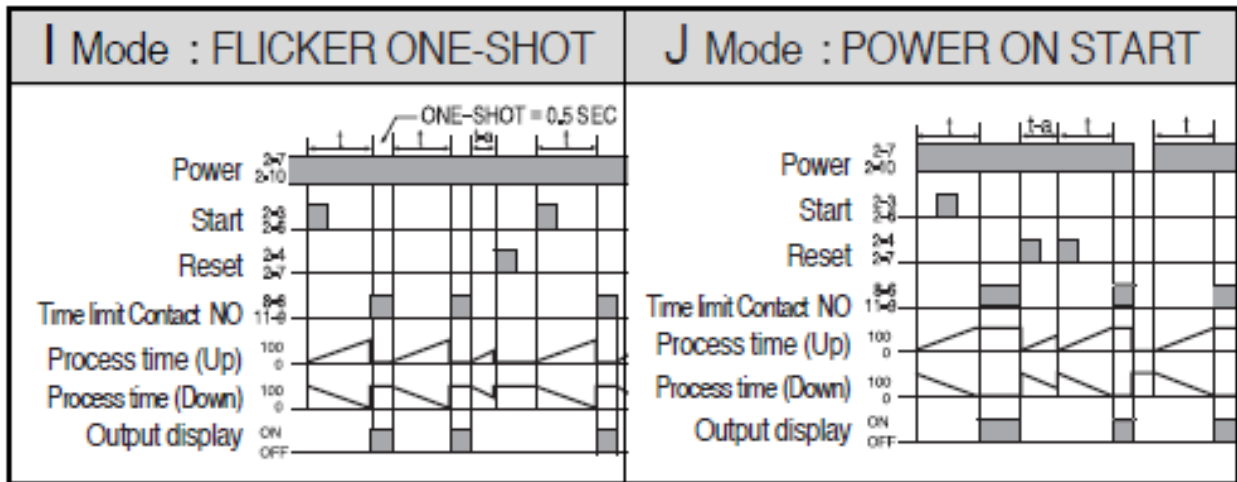 I Mode : FLICKER ONE-SHOT
ONE-SHOT = 0.5 SEC
t t t-a t
Power 2-7 2-10
Start 2-3
Reset 2-4 2-7
Time limit Contact NO 8-6 11-9
Process time (Up) 100 0
Process time (Down) 100 0
Output display ON OFF
J Mode : POWER ON START
t t-a t t
Power 2-7 2-10
Start 2-3
Reset 2-4 2-7
Time limit Contact NO 8-6 11-9
Process time (Up) 100 0
Process time (Down) 100 0
Output display ON OFF